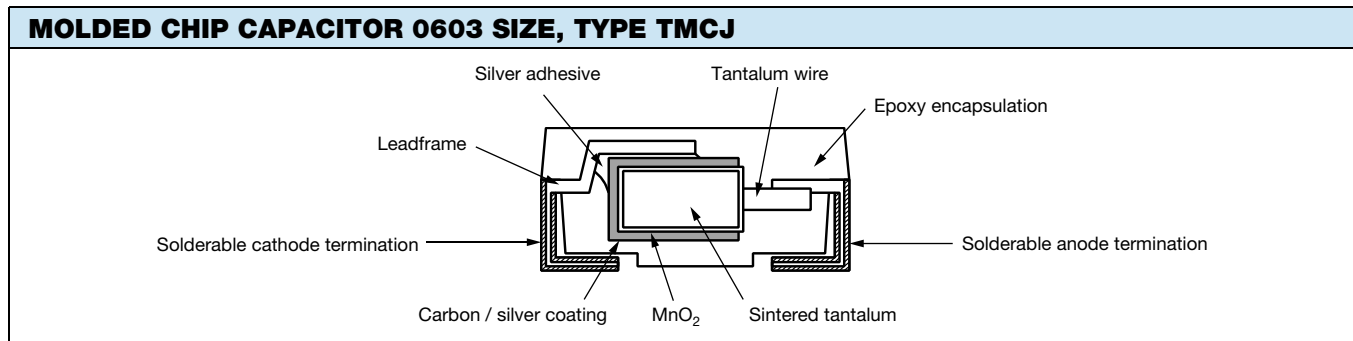 MOLDED CHIP CAPACITOR 0603 SIZE, TYPE TMCJ
Silver adhesive
Tantalum wire
Epoxy encapsulation
Leadframe
Solderable cathode termination
Solderable anode termination
Carbon / silver coating
MnO₂
Sintered tantalum